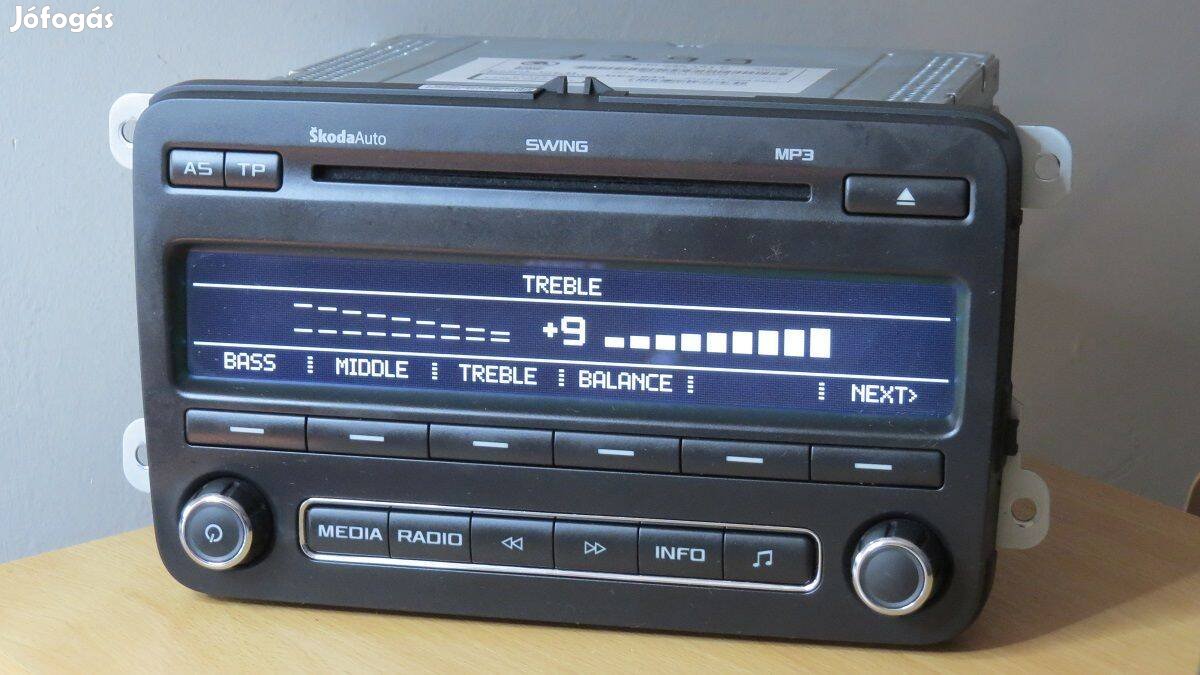 Jófogás
ŠkodaAuto SWING MP3
AS TP
TREBLE
+9
BASS MIDDLE TREBLE BALANCE NEXT>
MEDIA RADIO INFO